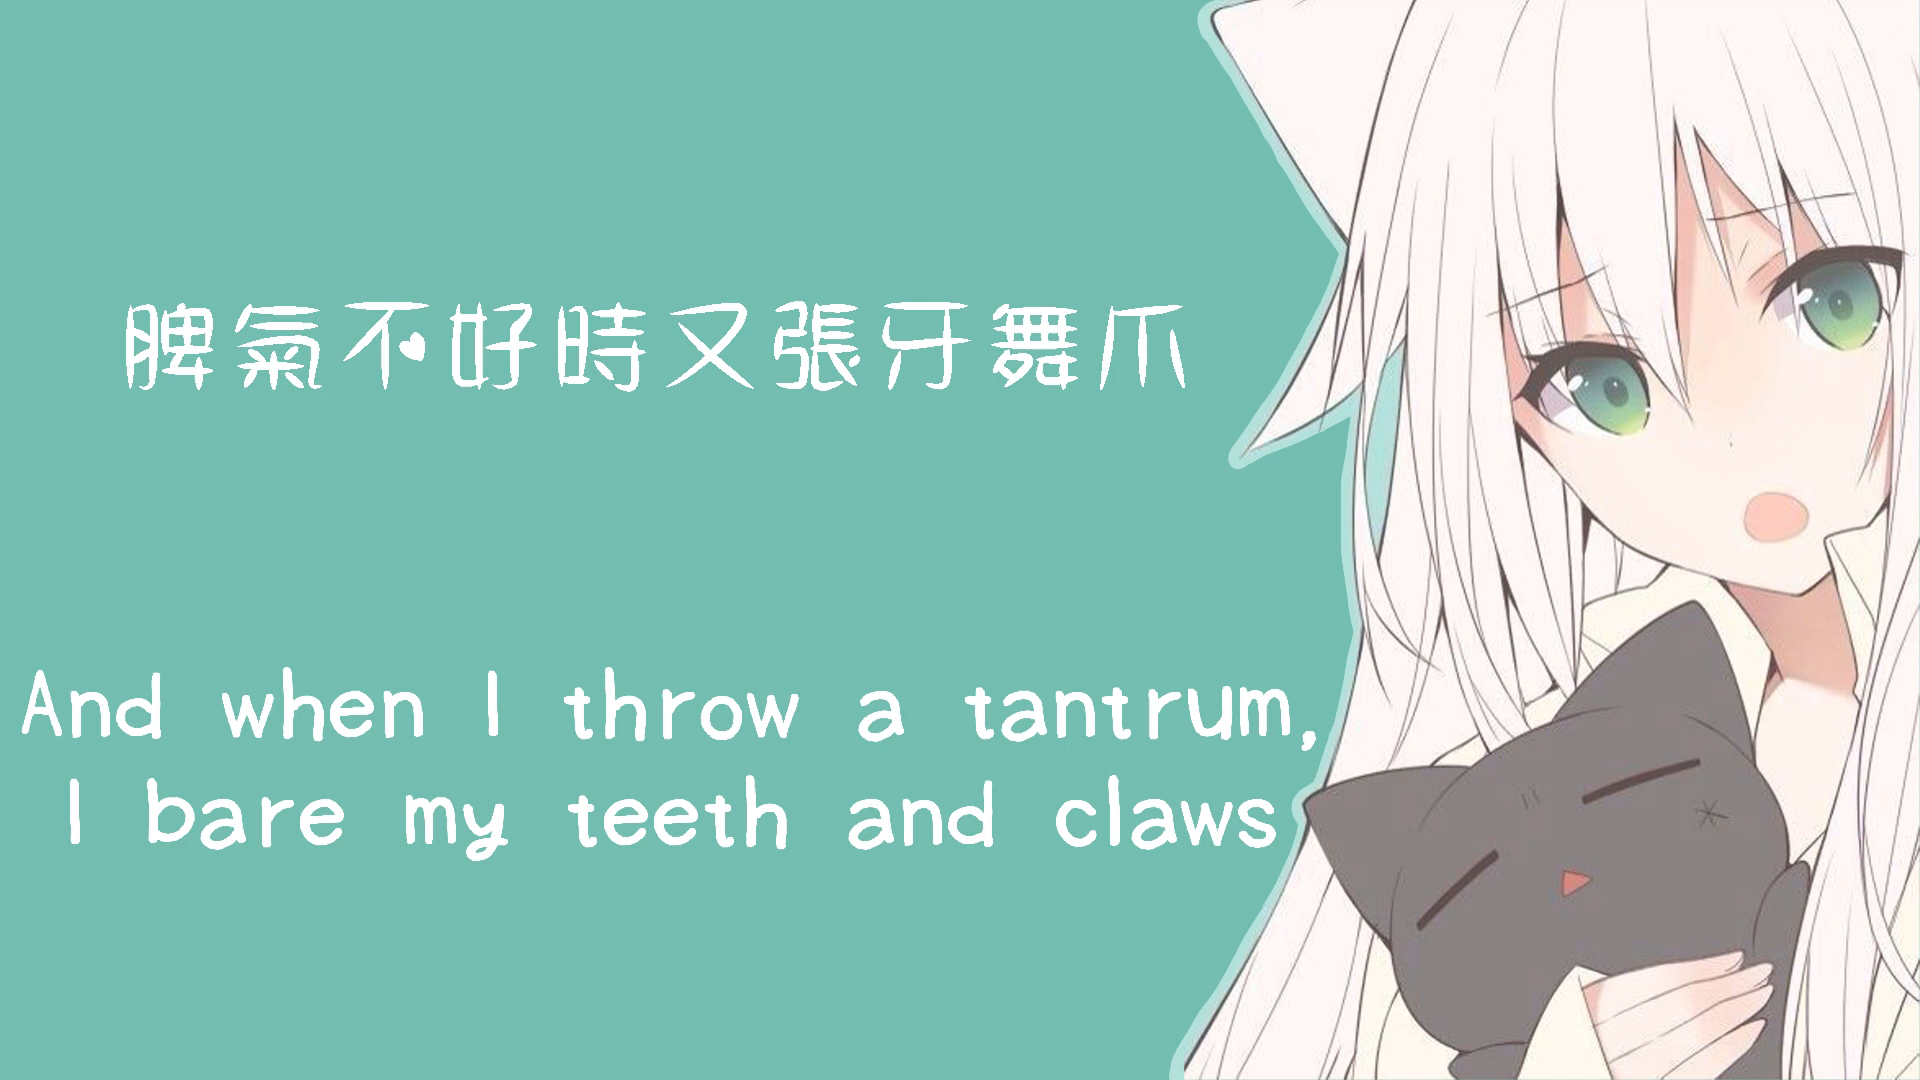 脾氣不好時又張牙舞爪
And when I throw a tantrum,
I bare my teeth and claws